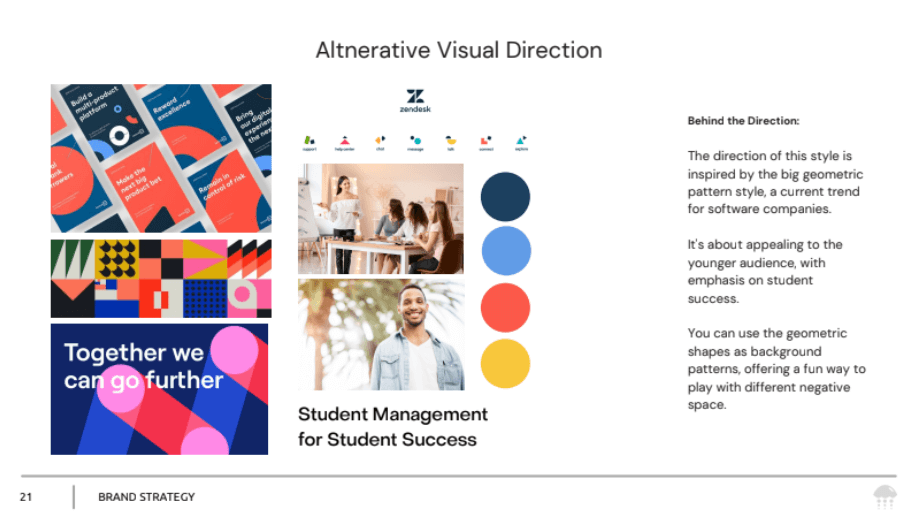 Altnerative Visual Direction
Build a
multi-product
platform
Reward
excellence
Bring
our digital
experien
the nex
Make the
next big
product bet
Remain in
control of risk
rowers
Together we
can go further
zendesk
support
help center
chat
message
talk
connect
explore
Student Management
for Student Success
Behind the Direction:
The direction of this style is
inspired by the big geometric
pattern style, a current trend
for software companies.
It's about appealing to the
younger audience, with
emphasis on student
success.
You can use the geometric
shapes as background
patterns, offering a fun way to
play with different negative
space.
21
BRAND STRATEGY